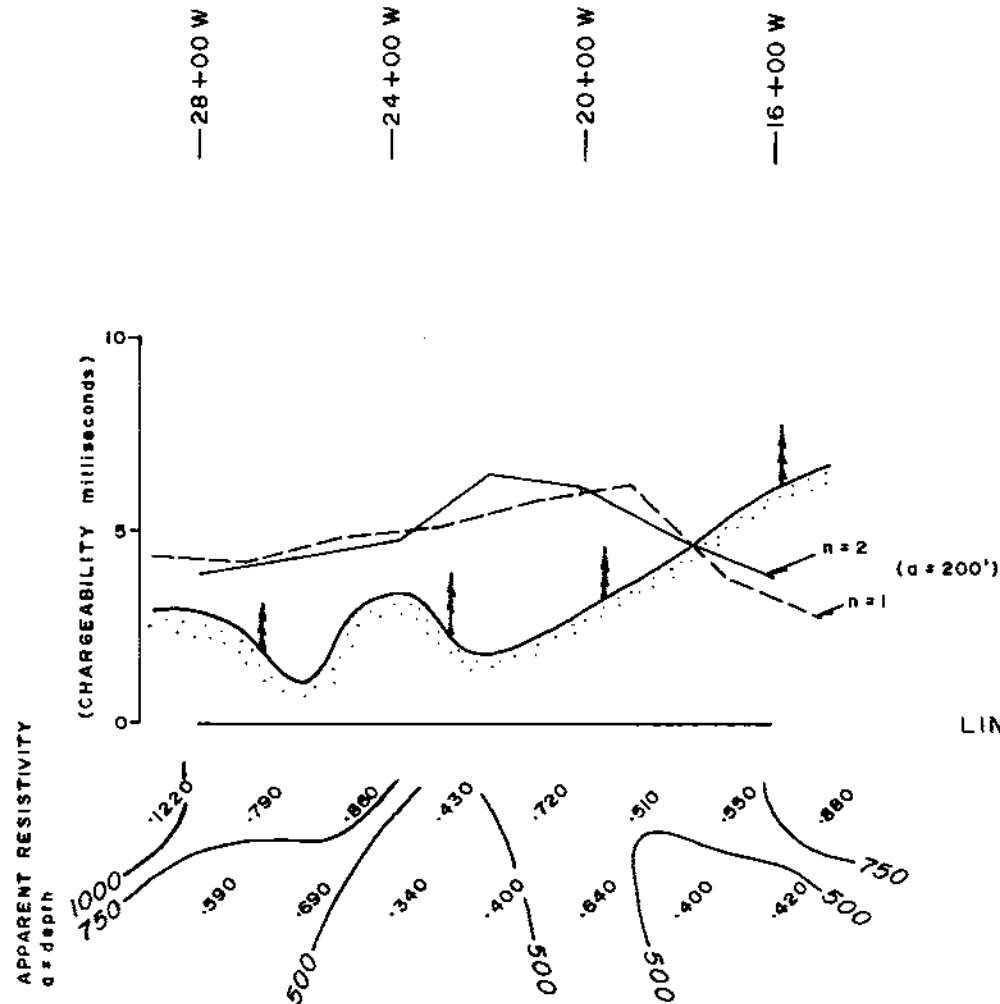 —28+00 W
—24+00 W
—20+00 W
—16+00 W
(CHARGEABILITY milliseconds)
10
5
0
n=2
(a=200')
n=1
LIN
APPARENT RESISTIVITY
a = depth
.1220 .790 .860 .430 .720 .510 .550 .880
1000 750
750 .590 .690 .340 .400 .640 .400 .420 500
500 500 500